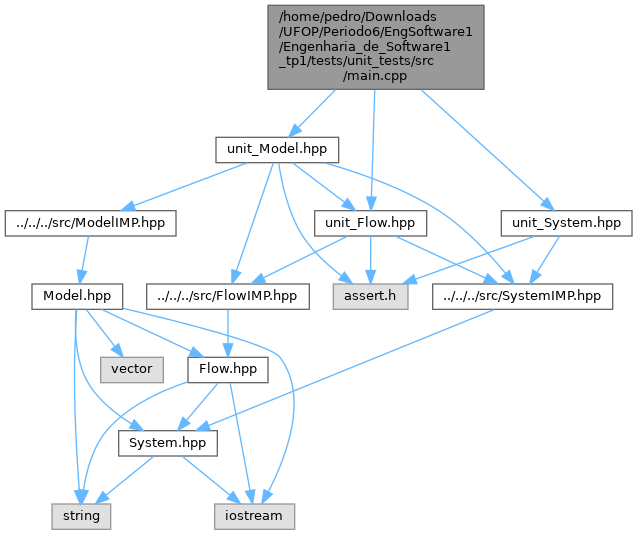 /home/pedro/Downloads
/UFOP/Periodo6/EngSoftware1
/Engenharia_de_Software1
_tp1/tests/unit_tests/src
/main.cpp
unit_Model.hpp
../../../src/ModelIMP.hpp
unit_Flow.hpp
unit_System.hpp
Model.hpp
../../../src/FlowIMP.hpp
assert.h
../../../src/SystemIMP.hpp
vector
Flow.hpp
System.hpp
string
iostream